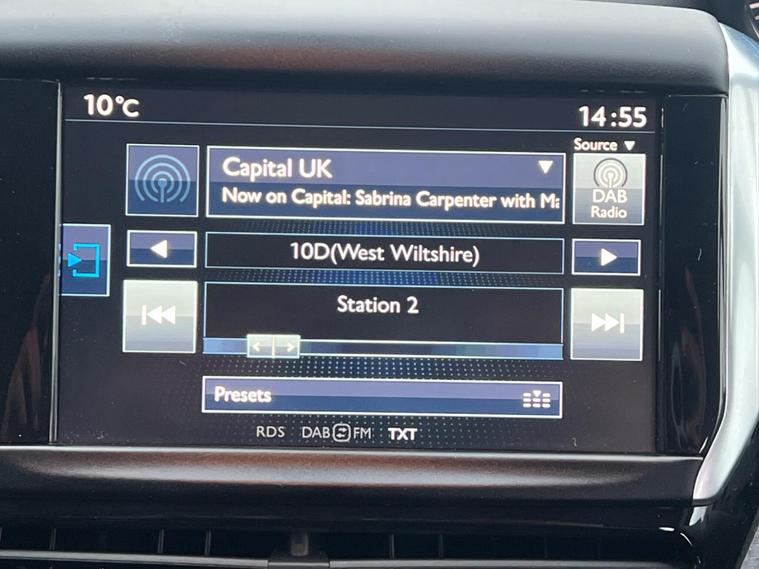 10°C
14:55
Source ▼
Capital UK
Now on Capital: Sabrina Carpenter with
DAB
Radio
10D(West Wiltshire)
Station 2
Presets
RDS DAB FM TXT